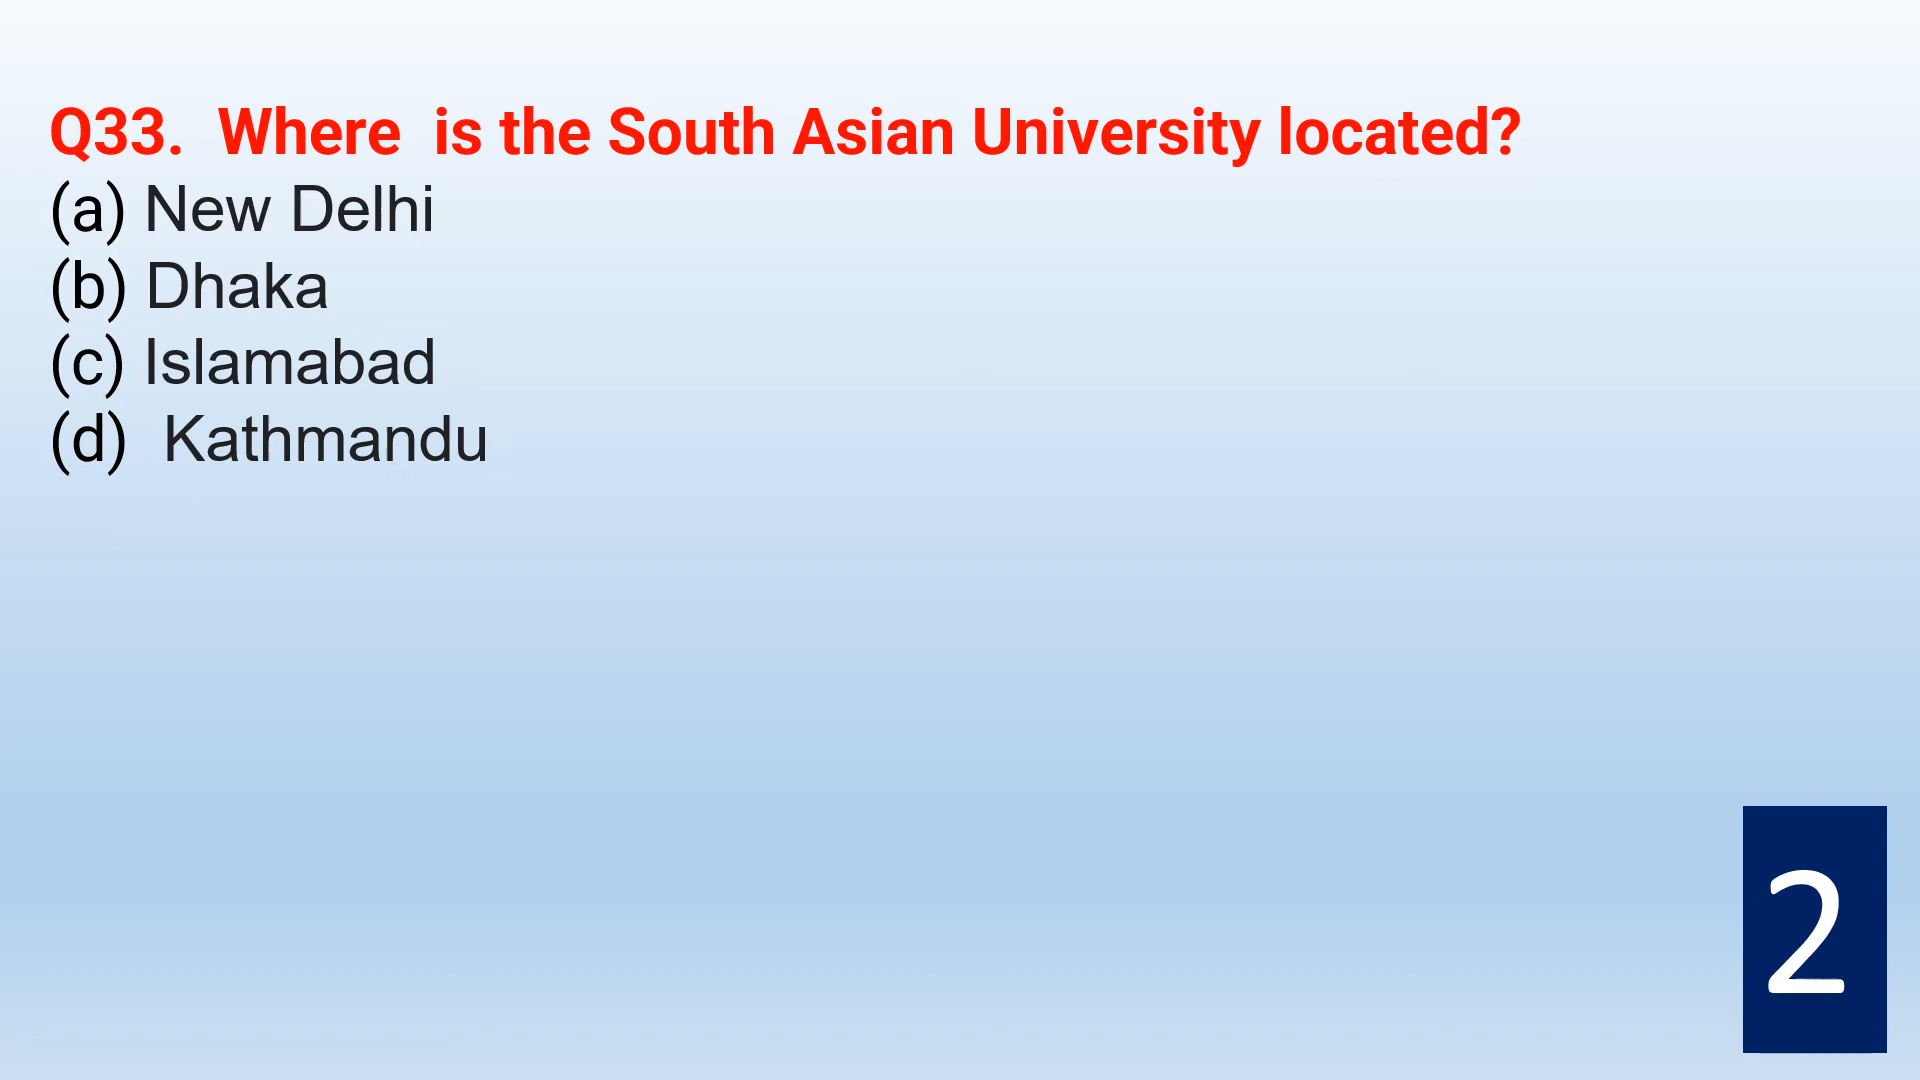 Q33.  Where  is the South Asian University located?
(a) New Delhi
(b) Dhaka
(c) Islamabad
(d)  Kathmandu
2